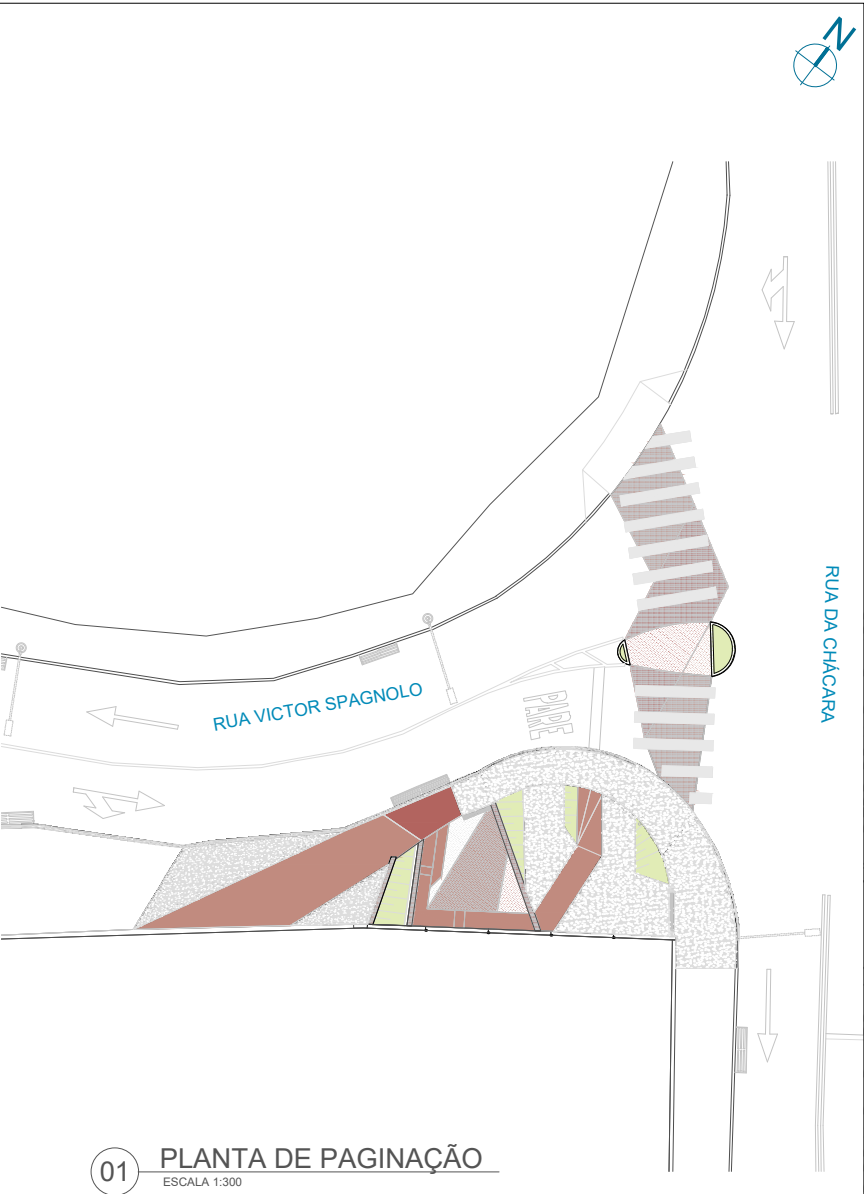 N
RUA DA CHÁCARA
RUA VICTOR SPAGNOLO
PARE
01
PLANTA DE PAGINAÇÃO
ESCALA 1:300